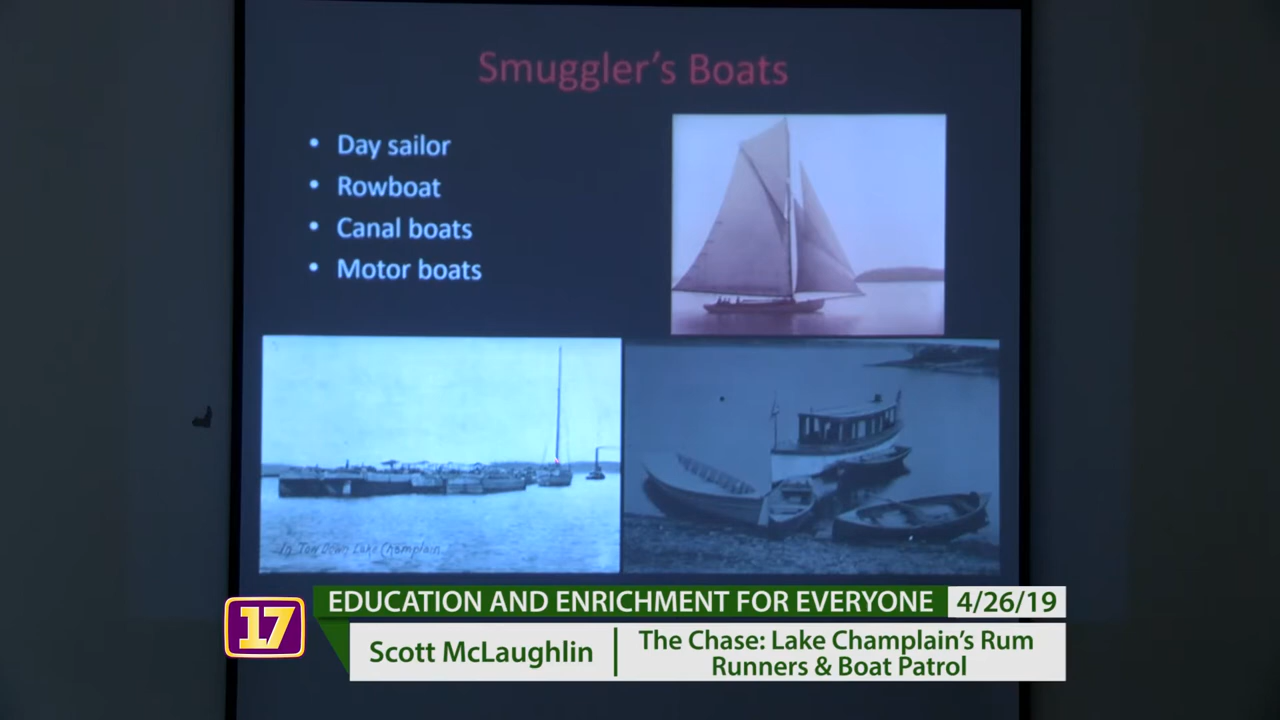 Smuggler's Boats
• Day sailor
• Rowboat
• Canal boats
• Motor boats
In Tow Down Lake Champlain
17
EDUCATION AND ENRICHMENT FOR EVERYONE
4/26/19
Scott McLaughlin
The Chase: Lake Champlain's Rum
Runners & Boat Patrol